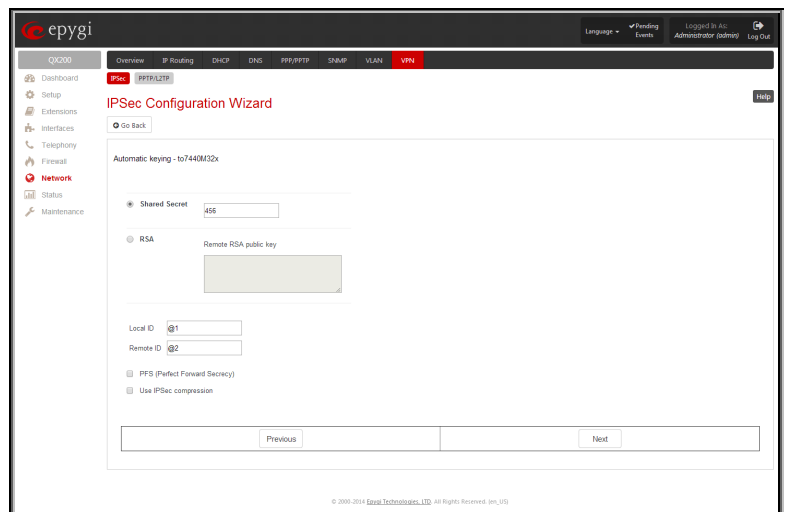 epygi
Language
Pending Events
Logged In As:
Administrator (admin)
Log Out
QX200
Dashboard
Setup
Extensions
Interfaces
Telephony
Firewall
Network
Status
Maintenance
Overview IP Routing DHCP DNS PPP/PPTP SNMP VLAN VPN
IPSec PPTP/L2TP
IPSec Configuration Wizard
Help
Go Back
Automatic keying - to7440M32x
Shared Secret 456
RSA Remote RSA public key
Local ID @1
Remote ID @2
PFS (Perfect Forward Secrecy)
Use IPSec compression
Previous Next
© 2000-2014 Epygi Technologies, LTD. All Rights Reserved. (en_US)